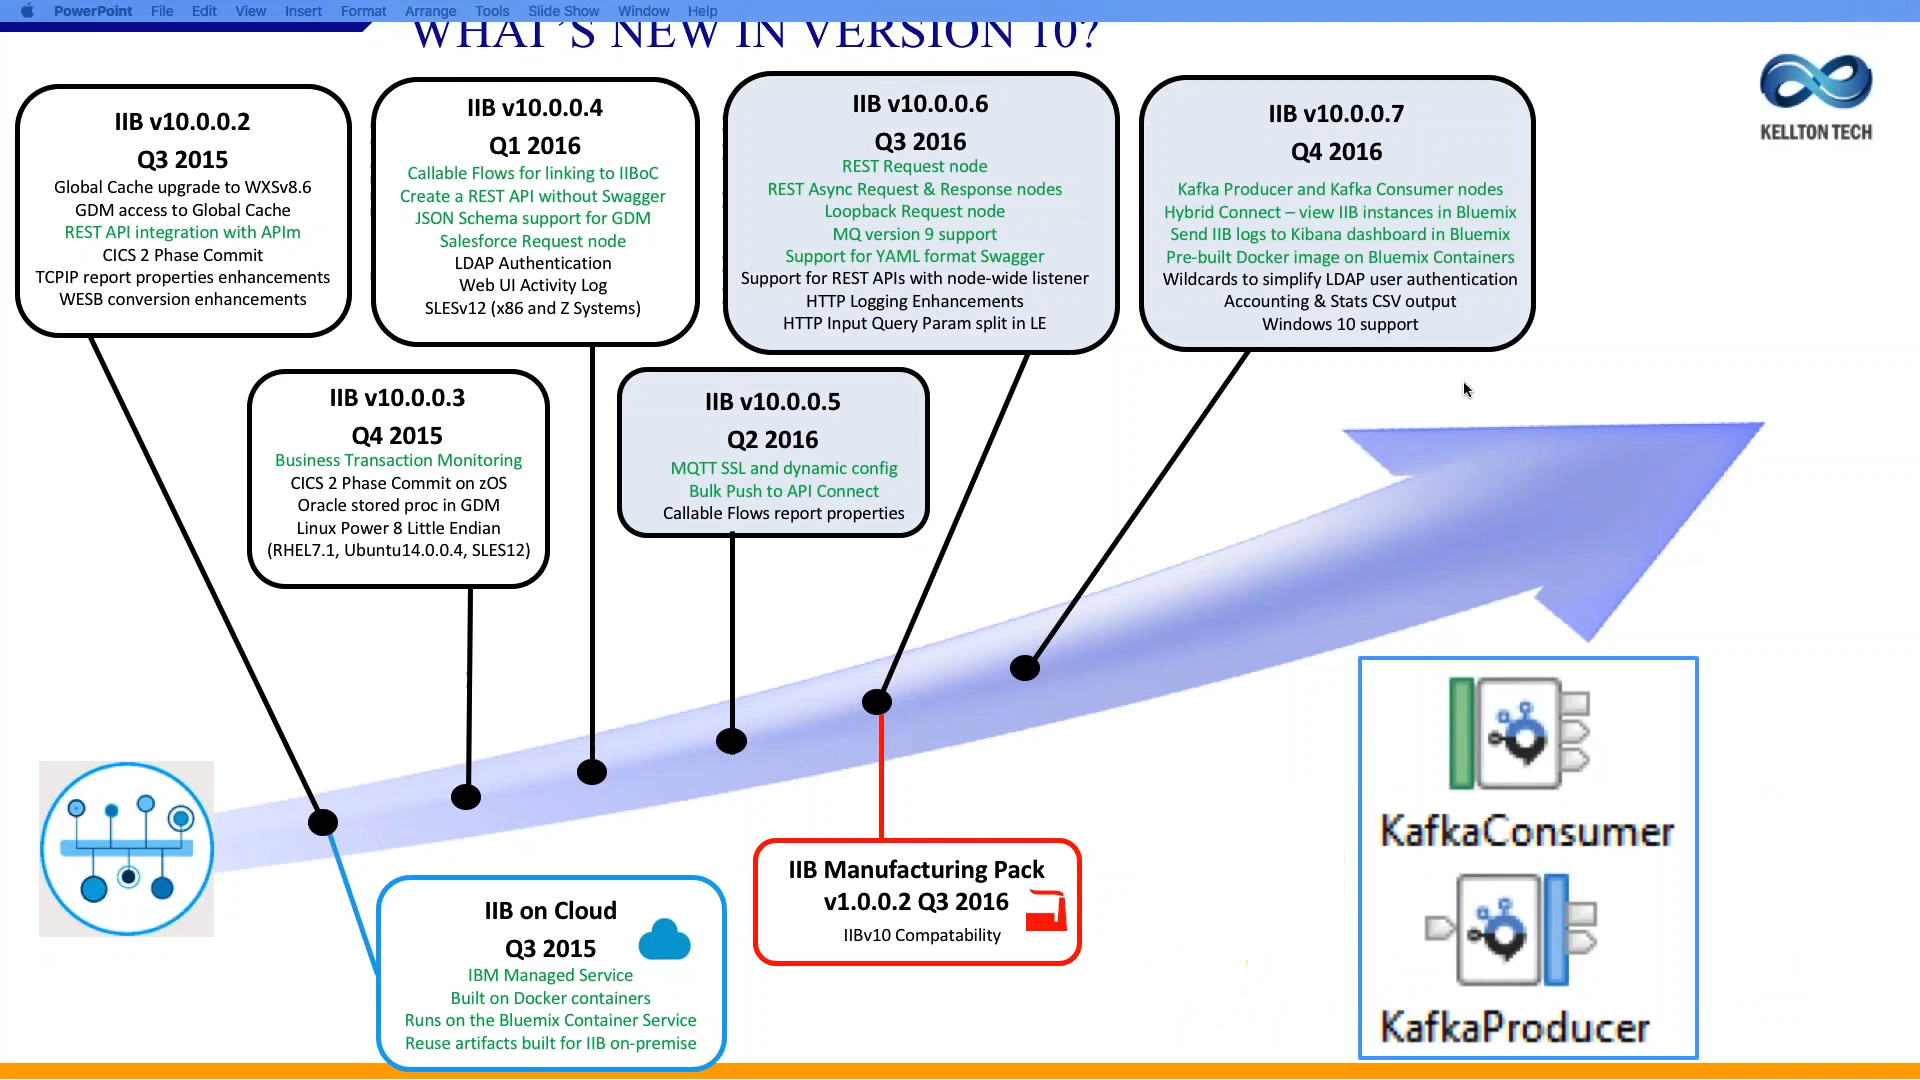 PowerPoint File Edit View Insert Format Arrange Tools Slide Show Window Help
WHAT'S NEW IN VERSION 10?
KELLTON TECH
IIB v10.0.0.2
Q3 2015
Global Cache upgrade to WXSv8.6
GDM access to Global Cache
REST API integration with APIm
CICS 2 Phase Commit
TCPIP report properties enhancements
WESB conversion enhancements
IIB v10.0.0.4
Q1 2016
Callable Flows for linking to IIBoC
Create a REST API without Swagger
JSON Schema support for GDM
Salesforce Request node
LDAP Authentication
Web UI Activity Log
SLESv12 (x86 and Z Systems)
IIB v10.0.0.6
Q3 2016
REST Request node
REST Async Request & Response nodes
Loopback Request node
MQ version 9 support
Support for YAML format Swagger
Support for REST APIs with node-wide listener
HTTP Logging Enhancements
HTTP Input Query Param split in LE
IIB v10.0.0.7
Q4 2016
Kafka Producer and Kafka Consumer nodes
Hybrid Connect – view IIB instances in Bluemix
Send IIB logs to Kibana dashboard in Bluemix
Pre-built Docker image on Bluemix Containers
Wildcards to simplify LDAP user authentication
Accounting & Stats CSV output
Windows 10 support
IIB v10.0.0.3
Q4 2015
Business Transaction Monitoring
CICS 2 Phase Commit on zOS
Oracle stored proc in GDM
Linux Power 8 Little Endian
(RHEL7.1, Ubuntu14.0.0.4, SLES12)
IIB v10.0.0.5
Q2 2016
MQTT SSL and dynamic config
Bulk Push to API Connect
Callable Flows report properties
IIB on Cloud
Q3 2015
IBM Managed Service
Built on Docker containers
Runs on the Bluemix Container Service
Reuse artifacts built for IIB on-premise
IIB Manufacturing Pack
v1.0.0.2 Q3 2016
IIBv10 Compatability
KafkaConsumer
KafkaProducer